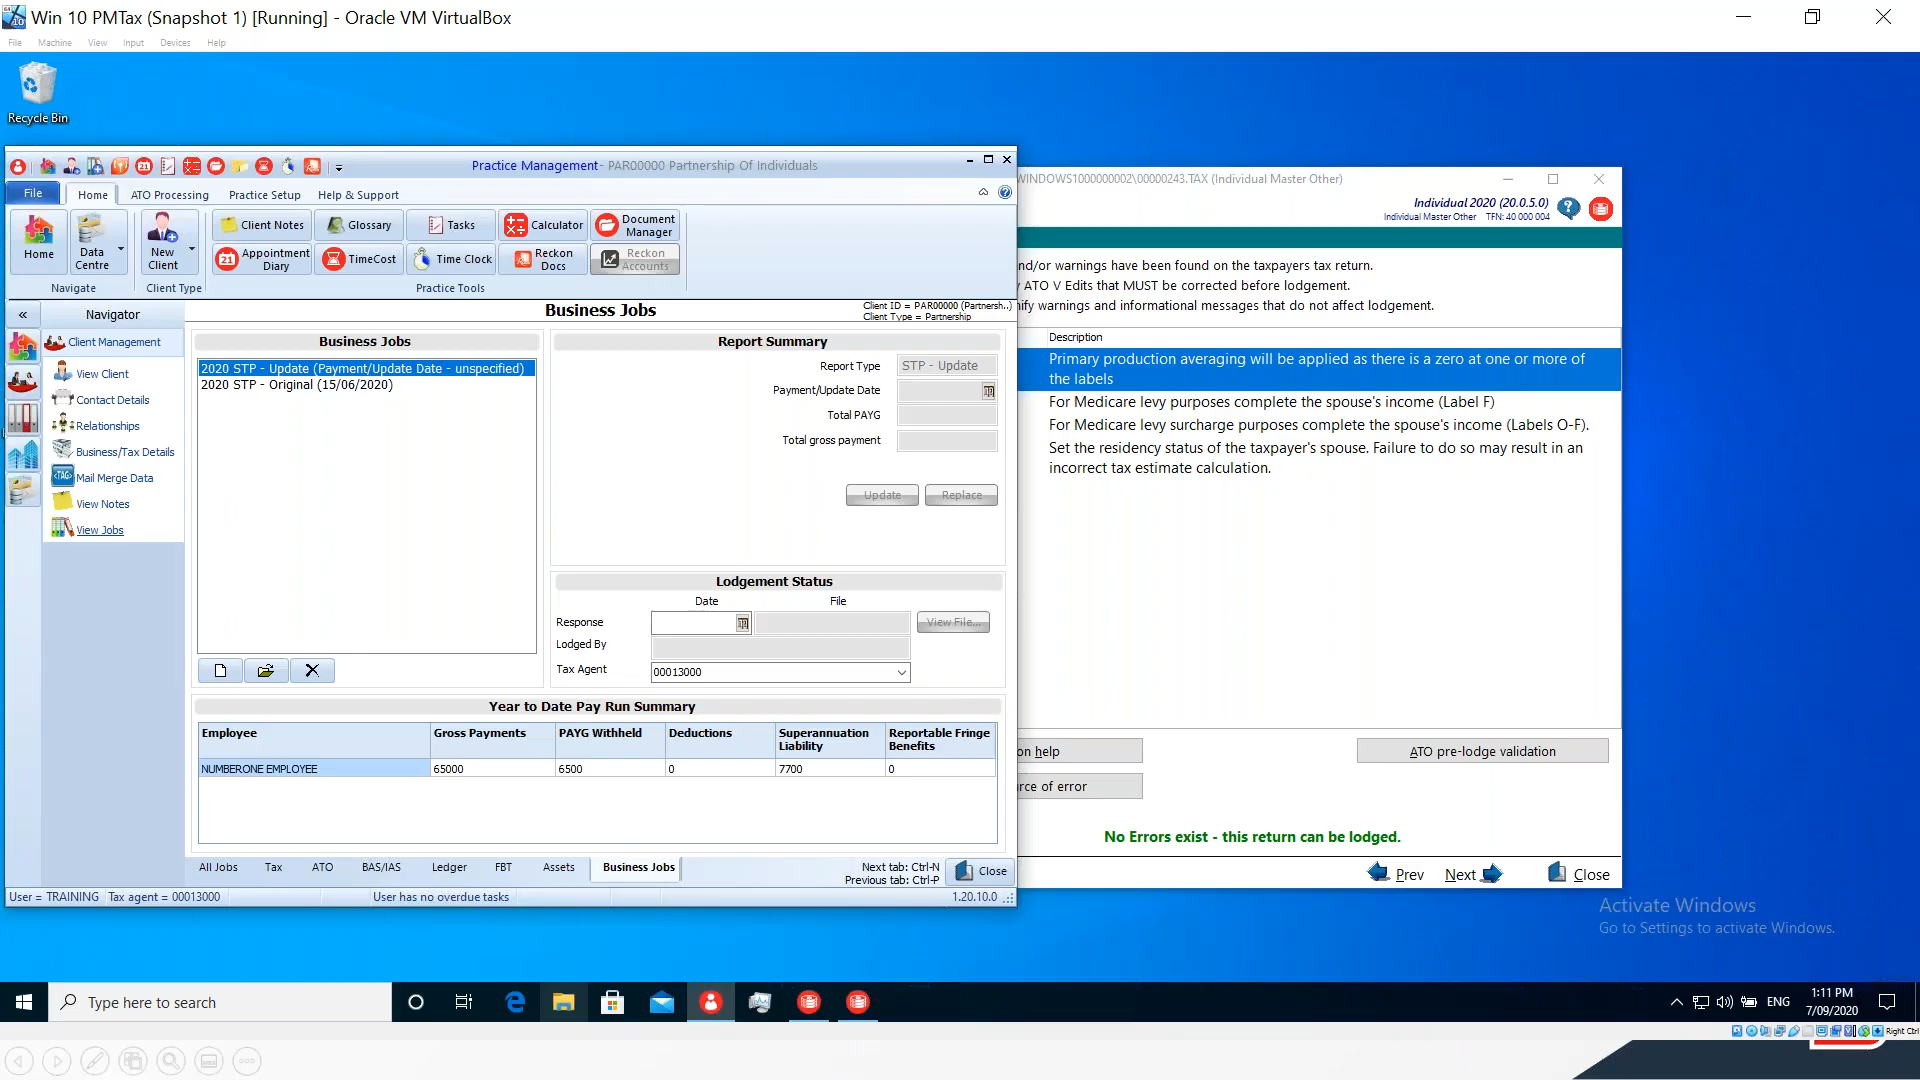 Win 10 PMTax (Snapshot 1) [Running] - Oracle VM VirtualBox
File Machine View Input Devices Help
Recycle Bin
Practice Management - PAR00000 Partnership Of Individuals
File Home ATO Processing Practice Setup Help & Support
Home
Data Centre
New Client
Client Notes
Glossary
Tasks
Calculator
Document Manager
Appointment Diary
TimeCost
Time Clock
Reckon Docs
Reckon Accounts
Navigate
Client Type
Practice Tools
Navigator
Client Management
View Client
Contact Details
Relationships
Business/Tax Details
Mail Merge Data
View Notes
View Jobs
Business Jobs
Client ID = PAR00000 (Partnersh..)
Client Type = Partnership
Business Jobs
2020 STP - Update (Payment/Update Date - unspecified)
2020 STP - Original (15/06/2020)
Report Summary
Report Type STP - Update
Payment/Update Date
Total PAYG
Total gross payment
Update Replace
Lodgement Status
Date File
Response View File...
Lodged By
Tax Agent 00013000
Year to Date Pay Run Summary
Employee Gross Payments PAYG Withheld Deductions Superannuation Liability Reportable Fringe Benefits
NUMBERONE EMPLOYEE 65000 6500 0 7700 0
All Jobs Tax ATO BAS/IAS Ledger FBT Assets Business Jobs
Next tab: Ctrl-N
Previous tab: Ctrl-P
Close
User = TRAINING Tax agent = 00013000 User has no overdue tasks 1.20.10.0
WINDOWS1000000002\00000243.TAX (Individual Master Other)
Individual 2020 (20.0.5.0)
Individual Master Other TFN: 40 000 004
nd/or warnings have been found on the taxpayers tax return.
ATO V Edits that MUST be corrected before lodgement.
ify warnings and informational messages that do not affect lodgement.
Description
Primary production averaging will be applied as there is a zero at one or more of
the labels
For Medicare levy purposes complete the spouse's income (Label F)
For Medicare levy surcharge purposes complete the spouse's income (Labels O-F).
Set the residency status of the taxpayer's spouse. Failure to do so may result in an
incorrect tax estimate calculation.
on help
ATO pre-lodge validation
rce of error
No Errors exist - this return can be lodged.
Prev Next Close
Activate Windows
Go to Settings to activate Windows.
Type here to search
ENG
1:11 PM
7/09/2020
Right Ctrl